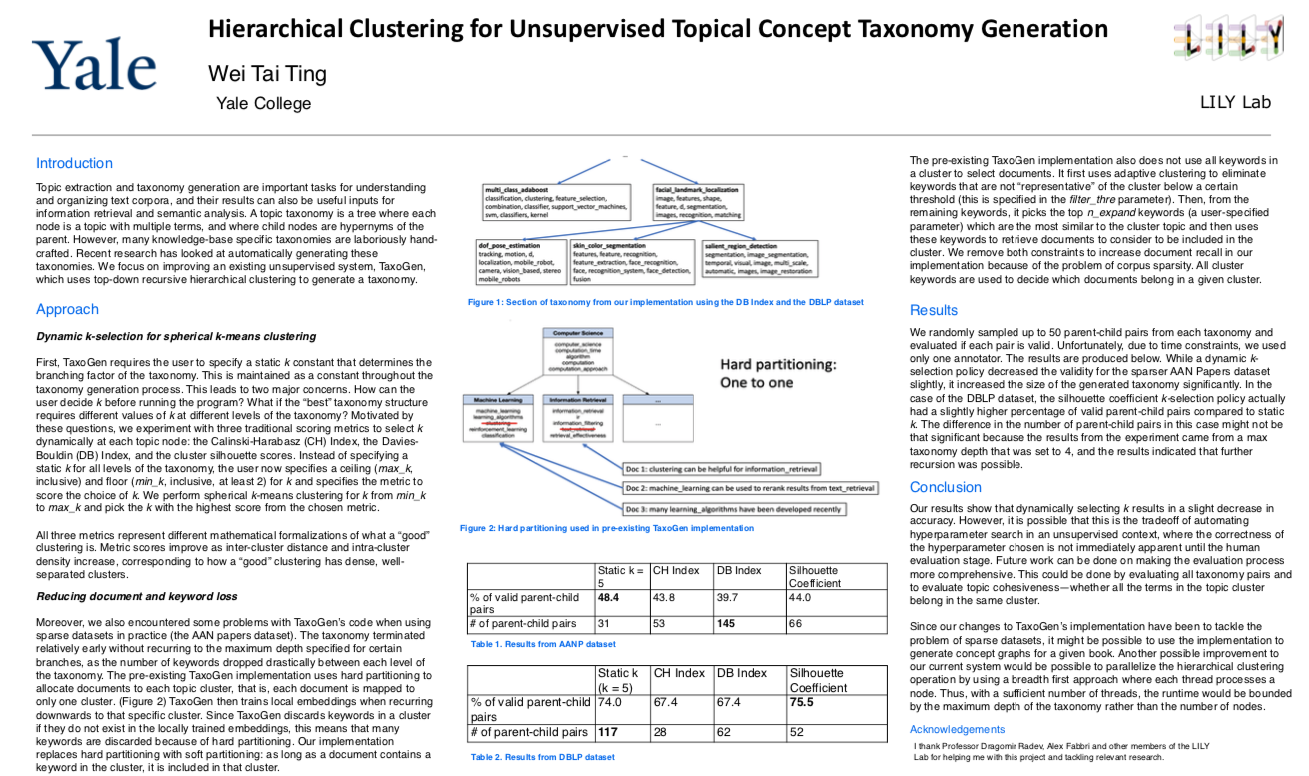 Hierarchical Clustering for Unsupervised Topical Concept Taxonomy Generation
Yale
Wei Tai Ting
Yale College
LILY
LILY Lab
Introduction
Topic extraction and taxonomy generation are important tasks for understanding
and organizing text corpora, and their results can also be useful inputs for
information retrieval and semantic analysis. A topic taxonomy is a tree where each
node is a topic with multiple terms, and where child nodes are hypernyms of the
parent. However, many knowledge-base specific taxonomies are laboriously hand-
crafted. Recent research has looked at automatically generating these
taxonomies. We focus on improving an existing unsupervised system, TaxoGen,
which uses top-down recursive hierarchical clustering to generate a taxonomy.
Approach
Dynamic k-selection for spherical k-means clustering
First, TaxoGen requires the user to specify a static k constant that determines the
branching factor of the taxonomy. This is maintained as a constant throughout the
taxonomy generation process. This leads to two major concerns. How can the
user decide k before running the program? What if the “best” taxonomy structure
requires different values of k at different levels of the taxonomy? Motivated by
these questions, we experiment with three traditional scoring metrics to select k
dynamically at each topic node: the Calinski-Harabasz (CH) Index, the Davies-
Bouldin (DB) Index, and the cluster silhouette scores. Instead of specifying a
static k for all levels of the taxonomy, the user now specifies a ceiling (max_k,
inclusive) and floor (min_k, inclusive, at least 2) for k and specifies the metric to
score the choice of k. We perform spherical k-means clustering for k from min_k
to max_k and pick the k with the highest score from the chosen metric.
All three metrics represent different mathematical formalizations of what a “good”
clustering is. Metric scores improve as inter-cluster distance and intra-cluster
density increase, corresponding to how a “good” clustering has dense, well-
separated clusters.
Reducing document and keyword loss
Moreover, we also encountered some problems with TaxoGen’s code when using
sparse datasets in practice (the AAN papers dataset). The taxonomy terminated
relatively early without recurring to the maximum depth specified for certain
branches, as the number of keywords dropped drastically between each level of
the taxonomy. The pre-existing TaxoGen implementation uses hard partitioning to
allocate documents to each topic cluster, that is, each document is mapped to
only one cluster. (Figure 2) TaxoGen then trains local embeddings when recurring
downwards to that specific cluster. Since TaxoGen discards keywords in a cluster
if they do not exist in the locally trained embeddings, this means that many
keywords are discarded because of hard partitioning. Our implementation
replaces hard partitioning with soft partitioning: as long as a document contains a
keyword in the cluster, it is included in that cluster.
...
multi_class_adaboost
classification, clustering, feature_selection,
combination, classifier, support_vector_machines,
svm, classifiers, kernel
facial_landmark_localization
image, features, shape,
feature, d, segmentation,
images, recognition, matching
dof_pose_estimation
tracking, motion, d,
localization, mobile_robot,
camera, vision_based, stereo
mobile_robots
skin_color_segmentation
features, feature, recognition,
feature_extraction, face_recognition,
face, recognition_system, face_detection,
fusion
salient_region_detection
segmentation, image_segmentation,
temporal, visual, image, multi_scale,
automatic, images, image_restoration
Figure 1: Section of taxonomy from our implementation using the DB Index and the DBLP dataset
Computer Science
computer_science
computation_time
algorithm
computation
computation_approach
Hard partitioning:
One to one
Machine Learning
machine_learning
learning_algorithms
clustering
reinforcement_learning
classification
Information Retrieval
information_retrieval
ir
information_filtering
text_retrieval
retrieval_effectiveness
...
...
Doc 1: clustering can be helpful for information_retrieval
Doc 2: machine_learning can be used to rerank results from text_retrieval
Doc 3: many learning_algorithms have been developed recently
Figure 2: Hard partitioning used in pre-existing TaxoGen implementation
Static k = 5 CH Index DB Index Silhouette Coefficient
% of valid parent-child pairs 48.4 43.8 39.7 44.0
# of parent-child pairs 31 53 145 66
Table 1. Results from AANP dataset
Static k (k = 5) CH Index DB Index Silhouette Coefficient
% of valid parent-child pairs 74.0 67.4 67.4 75.5
# of parent-child pairs 117 28 62 52
Table 2. Results from DBLP dataset
The pre-existing TaxoGen implementation also does not use all keywords in
a cluster to select documents. It first uses adaptive clustering to eliminate
keywords that are not “representative” of the cluster below a certain
threshold (this is specified in the filter_thre parameter). Then, from the
remaining keywords, it picks the top n_expand keywords (a user-specified
parameter) which are the most similar to the cluster topic and then uses
these keywords to retrieve documents to consider to be included in the
cluster. We remove both constraints to increase document recall in our
implementation because of the problem of corpus sparsity. All cluster
keywords are used to decide which documents belong in a given cluster.
Results
We randomly sampled up to 50 parent-child pairs from each taxonomy and
evaluated if each pair is valid. Unfortunately, due to time constraints, we used
only one annotator. The results are produced below. While a dynamic k-
selection policy decreased the validity for the sparser AAN Papers dataset
slightly, it increased the size of the generated taxonomy significantly. In the
case of the DBLP dataset, the silhouette coefficient k-selection policy actually
had a slightly higher percentage of valid parent-child pairs compared to static
k. The difference in the number of parent-child pairs in this case might not be
that significant because the results from the experiment came from a max
taxonomy depth that was set to 4, and the results indicated that further
recursion was possible.
Conclusion
Our results show that dynamically selecting k results in a slight decrease in
accuracy. However, it is possible that this is the tradeoff of automating
hyperparameter search in an unsupervised context, where the correctness of
the hyperparameter chosen is not immediately apparent until the human
evaluation stage. Future work can be done on making the evaluation process
more comprehensive. This could be done by evaluating all taxonomy pairs and
to evaluate topic cohesiveness—whether all the terms in the topic cluster
belong in the same cluster.
Since our changes to TaxoGen’s implementation have been to tackle the
problem of sparse datasets, it might be possible to use the implementation to
generate concept graphs for a given book. Another possible improvement to
our current system would be possible to parallelize the hierarchical clustering
operation by using a breadth first approach where each thread processes a
node. Thus, with a sufficient number of threads, the runtime would be bounded
by the maximum depth of the taxonomy rather than the number of nodes.
Acknowledgements
I thank Professor Dragomir Radev, Alex Fabbri and other members of the LILY
Lab for helping me with this project and tackling relevant research.